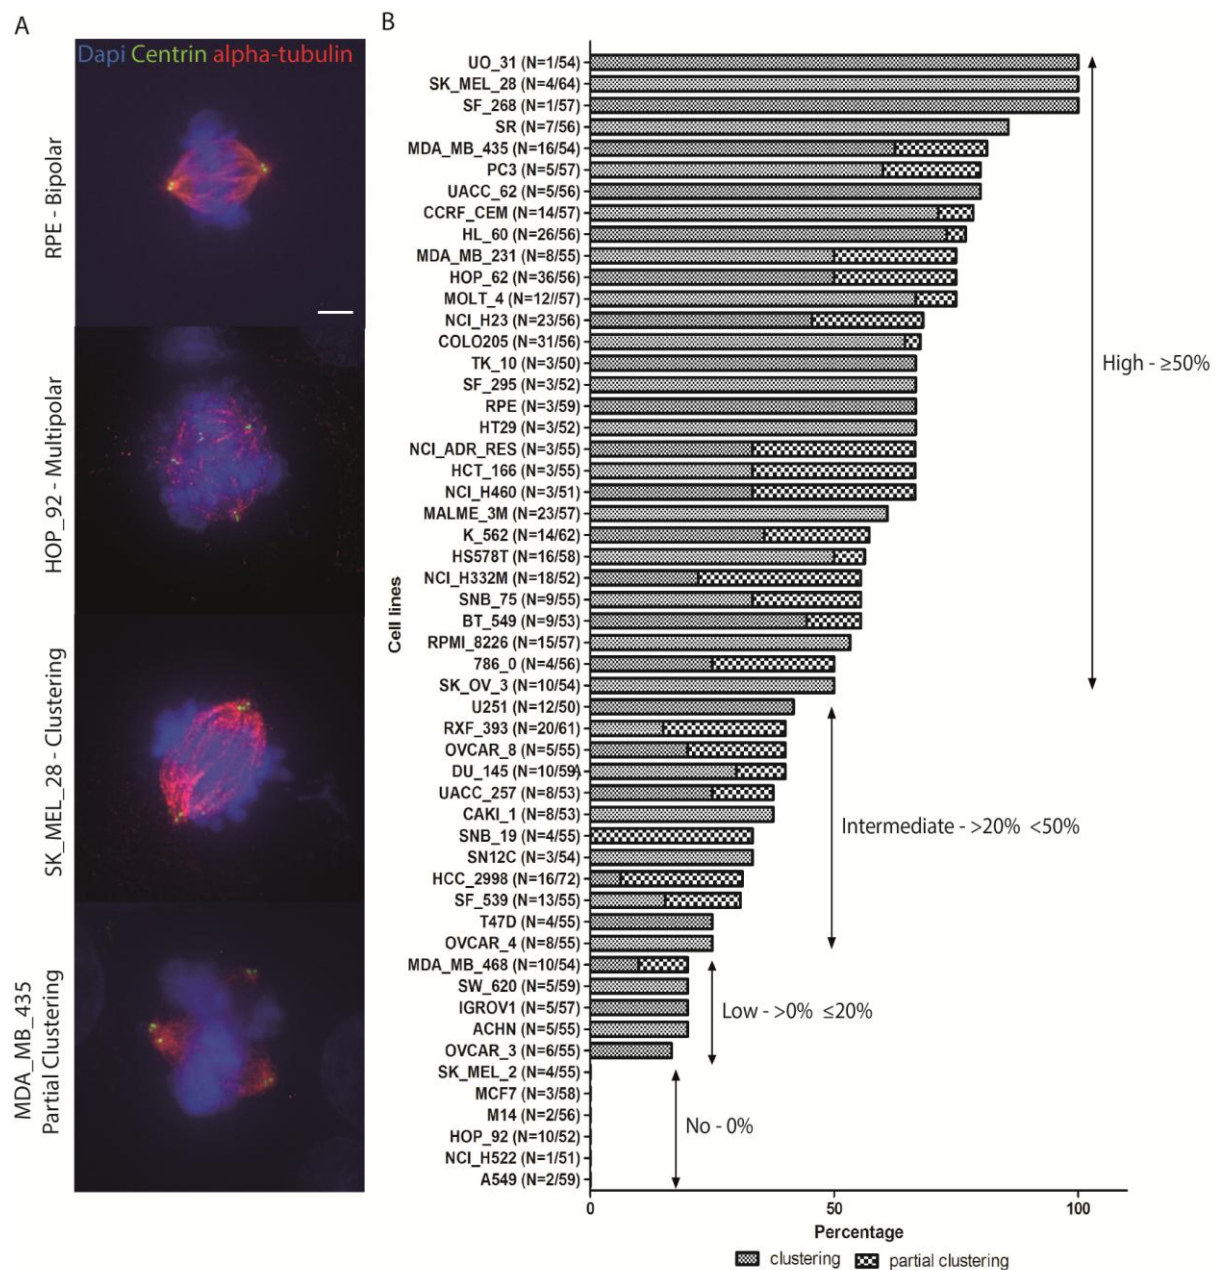 A
Dapi Centrin alpha-tubulin
RPE - Bipolar
HOP_92 - Multipolar
SK_MEL_28 - Clustering
MDA_MB_435
Partial Clustering
B
Cell lines
UO_31 (N=1/54)
SK_MEL_28 (N=4/64)
SF_268 (N=1/57)
SR (N=7/56)
MDA_MB_435 (N=16/54)
PC3 (N=5/57)
UACC_62 (N=5/56)
CCRF_CEM (N=14/57)
HL_60 (N=26/56)
MDA_MB_231 (N=8/55)
HOP_62 (N=36/56)
MOLT_4 (N=12//57)
NCI_H23 (N=23/56)
COLO205 (N=31/56)
TK_10 (N=3/50)
SF_295 (N=3/52)
RPE (N=3/59)
HT29 (N=3/52)
NCI_ADR_RES (N=3/55)
HCT_166 (N=3/55)
NCI_H460 (N=3/51)
MALME_3M (N=23/57)
K_562 (N=14/62)
HS578T (N=16/58)
NCI_H332M (N=18/52)
SNB_75 (N=9/55)
BT_549 (N=9/53)
RPMI_8226 (N=15/57)
786_0 (N=4/56)
SK_OV_3 (N=10/54)
U251 (N=12/50)
RXF_393 (N=20/61)
OVCAR_8 (N=5/55)
DU_145 (N=10/59)
UACC_257 (N=8/53)
CAKI_1 (N=8/53)
SNB_19 (N=4/55)
SN12C (N=3/54)
HCC_2998 (N=16/72)
SF_539 (N=13/55)
T47D (N=4/55)
OVCAR_4 (N=8/55)
MDA_MB_468 (N=10/54)
SW_620 (N=5/59)
IGROV1 (N=5/57)
ACHN (N=5/55)
OVCAR_3 (N=6/55)
SK_MEL_2 (N=4/55)
MCF7 (N=3/58)
M14 (N=2/56)
HOP_92 (N=10/52)
NCI_H522 (N=1/51)
A549 (N=2/59)
High - ≥50%
Intermediate - >20% <50%
Low - >0% ≤20%
No - 0%
0 50 100
Percentage
clustering partial clustering